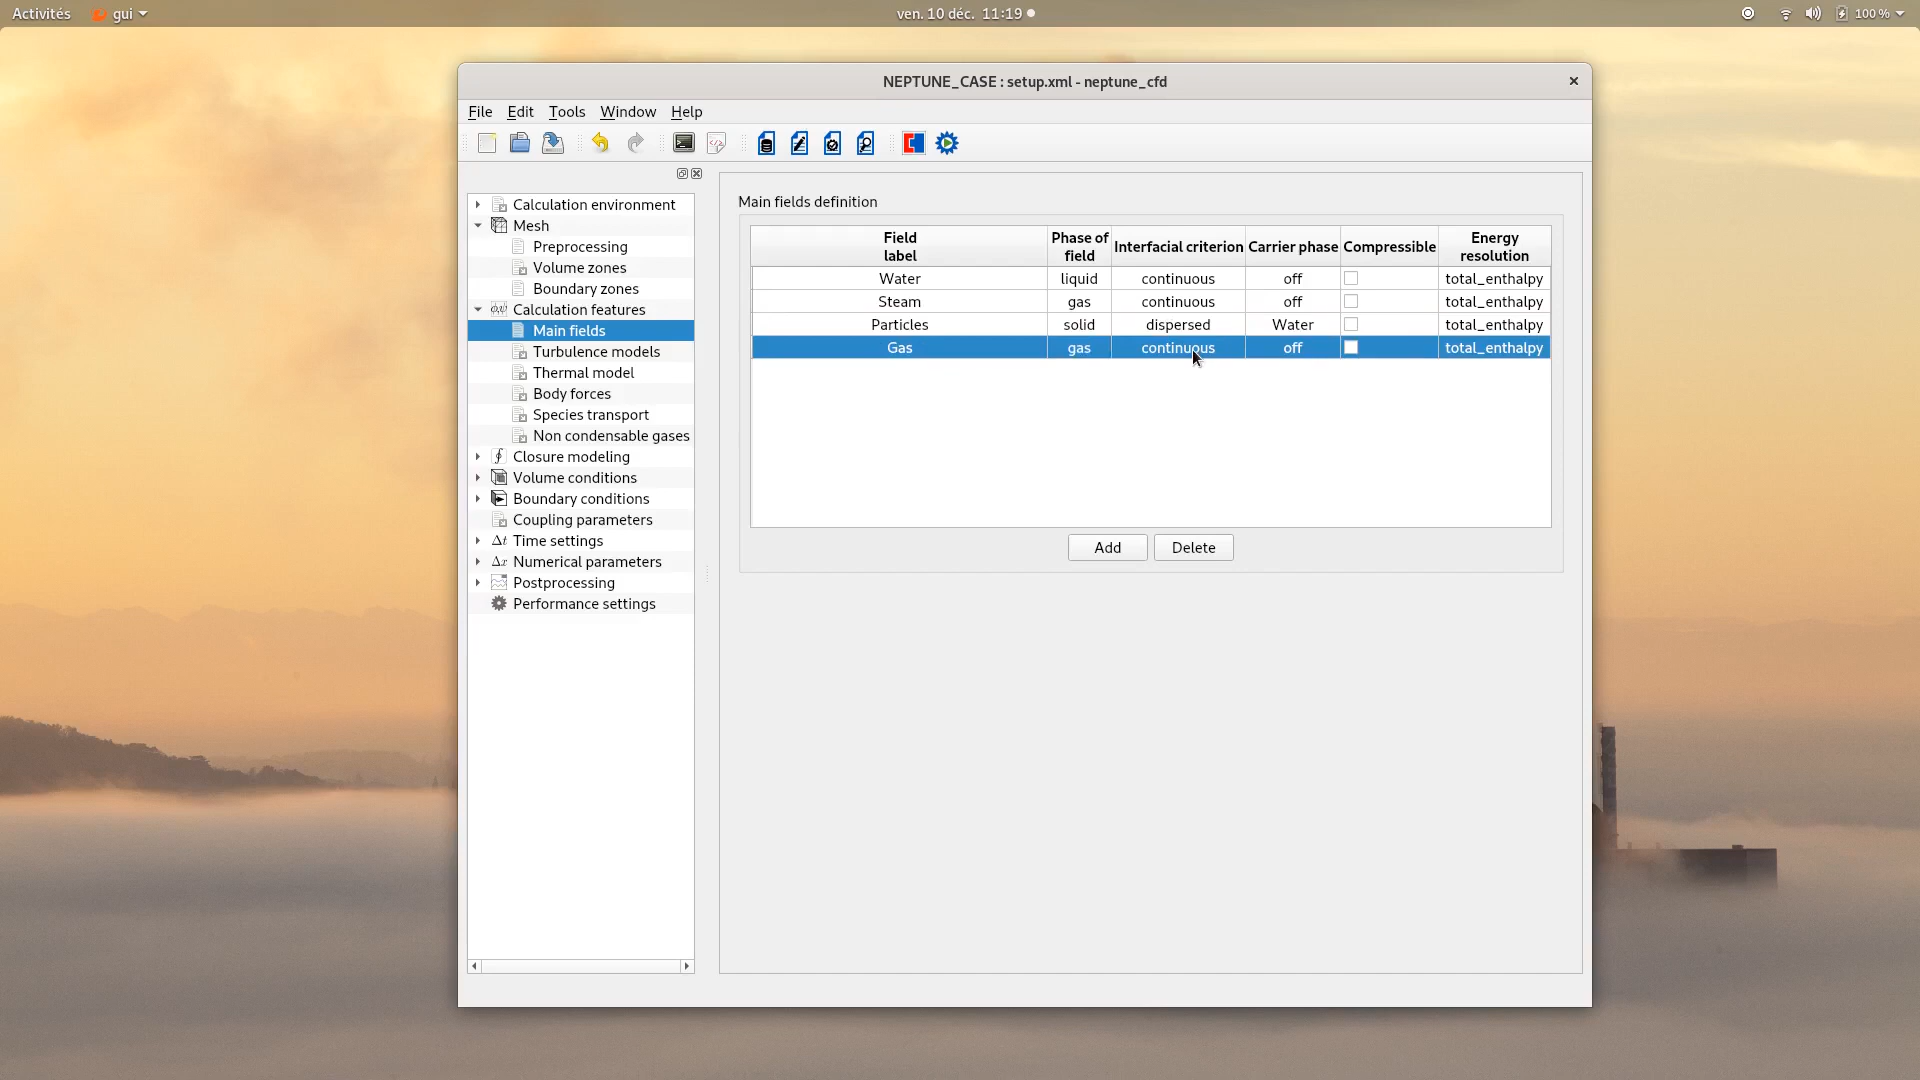 Activités gui ven. 10 déc. 11:19 100 %
NEPTUNE_CASE : setup.xml - neptune_cfd
File Edit Tools Window Help
Calculation environment
Mesh
Preprocessing
Volume zones
Boundary zones
Calculation features
Main fields
Turbulence models
Thermal model
Body forces
Species transport
Non condensable gases
Closure modeling
Volume conditions
Boundary conditions
Coupling parameters
Δt Time settings
Δx Numerical parameters
Postprocessing
Performance settings
Main fields definition
Field label Phase of field Interfacial criterion Carrier phase Compressible Energy resolution
Water liquid continuous off total_enthalpy
Steam gas continuous off total_enthalpy
Particles solid dispersed Water total_enthalpy
Gas gas continuous off total_enthalpy
Add Delete